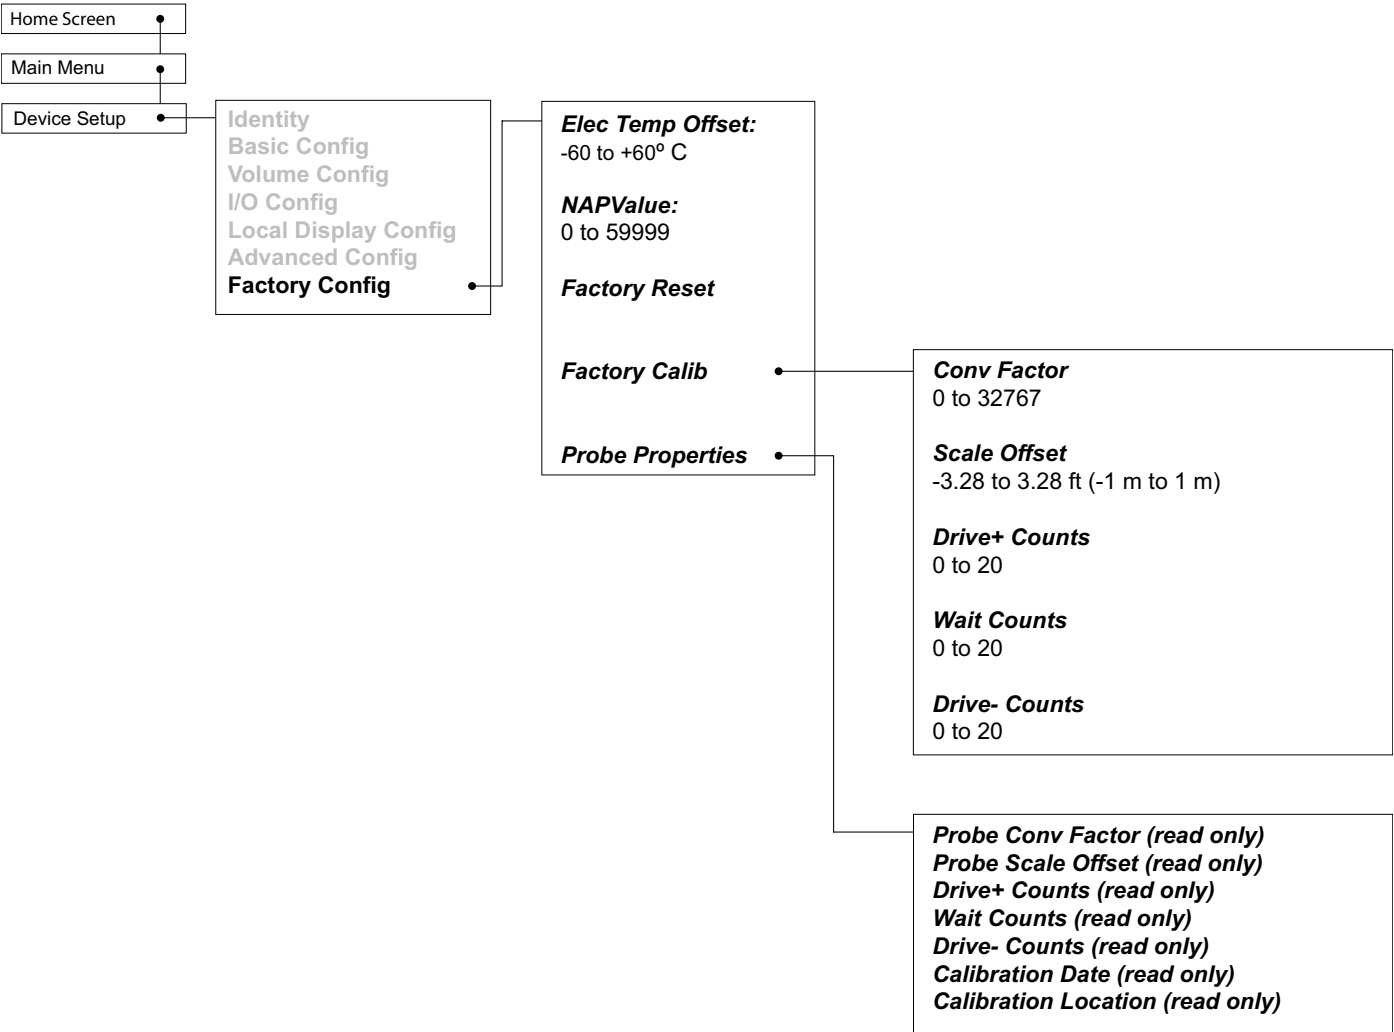 Home Screen
Main Menu
Device Setup
Identity
Basic Config
Volume Config
I/O Config
Local Display Config
Advanced Config
Factory Config
Elec Temp Offset:
-60 to +60º C
NAPValue:
0 to 59999
Factory Reset
Factory Calib
Probe Properties
Conv Factor
0 to 32767
Scale Offset
-3.28 to 3.28 ft (-1 m to 1 m)
Drive+ Counts
0 to 20
Wait Counts
0 to 20
Drive- Counts
0 to 20
Probe Conv Factor (read only)
Probe Scale Offset (read only)
Drive+ Counts (read only)
Wait Counts (read only)
Drive- Counts (read only)
Calibration Date (read only)
Calibration Location (read only)